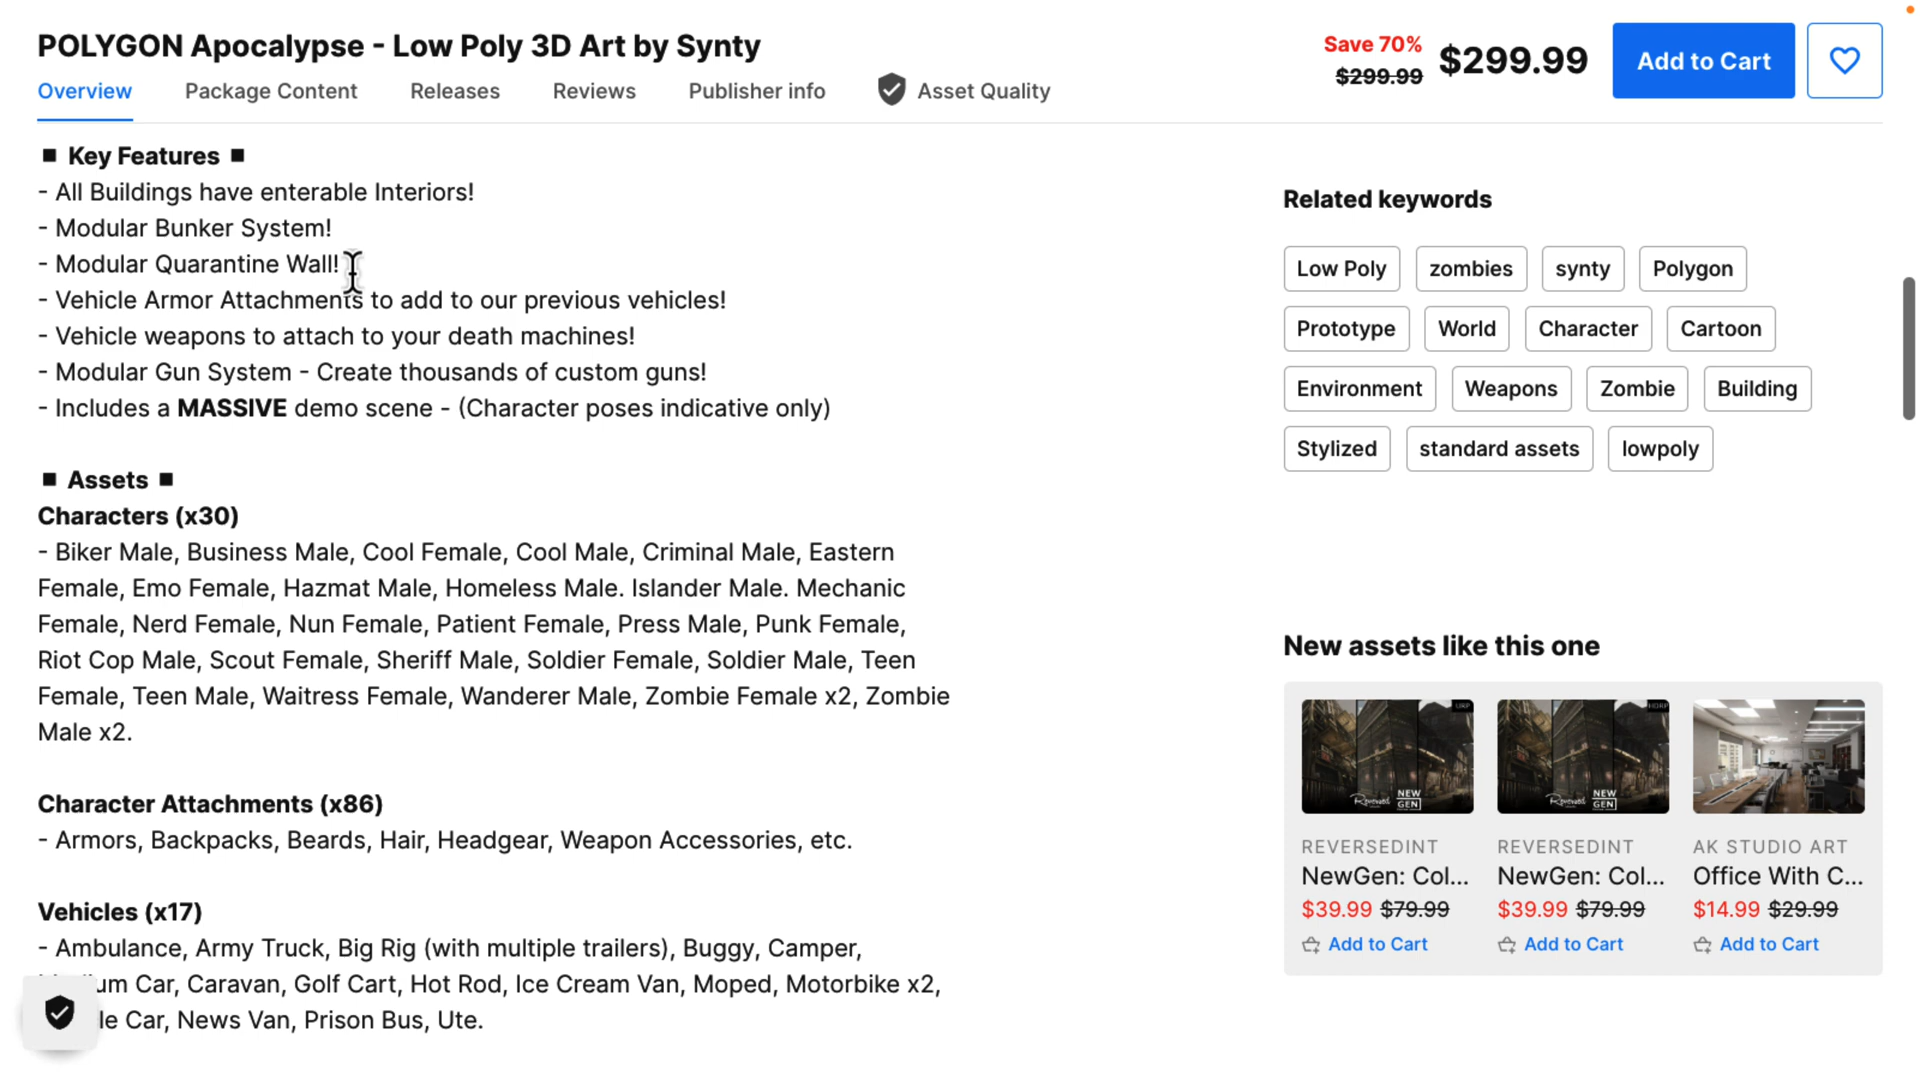 POLYGON Apocalypse - Low Poly 3D Art by Synty
Save 70%
$299.99
$299.99
Add to Cart
Overview
Package Content
Releases
Reviews
Publisher info
Asset Quality
■ Key Features ■
- All Buildings have enterable Interiors!
- Modular Bunker System!
- Modular Quarantine Wall!
- Vehicle Armor Attachments to add to our previous vehicles!
- Vehicle weapons to attach to your death machines!
- Modular Gun System - Create thousands of custom guns!
- Includes a MASSIVE demo scene - (Character poses indicative only)
■ Assets ■
Characters (x30)
- Biker Male, Business Male, Cool Female, Cool Male, Criminal Male, Eastern
Female, Emo Female, Hazmat Male, Homeless Male. Islander Male. Mechanic
Female, Nerd Female, Nun Female, Patient Female, Press Male, Punk Female,
Riot Cop Male, Scout Female, Sheriff Male, Soldier Female, Soldier Male, Teen
Female, Teen Male, Waitress Female, Wanderer Male, Zombie Female x2, Zombie
Male x2.
Character Attachments (x86)
- Armors, Backpacks, Beards, Hair, Headgear, Weapon Accessories, etc.
Vehicles (x17)
- Ambulance, Army Truck, Big Rig (with multiple trailers), Buggy, Camper,
Car, Caravan, Golf Cart, Hot Rod, Ice Cream Van, Moped, Motorbike x2,
Car, News Van, Prison Bus, Ute.
Related keywords
Low Poly
zombies
synty
Polygon
Prototype
World
Character
Cartoon
Environment
Weapons
Zombie
Building
Stylized
standard assets
lowpoly
New assets like this one
URP
Reversed
NEW
GEN
HDRP
Reversed
NEW
GEN
REVERSEDINT
NewGen: Col...
$39.99 $79.99
Add to Cart
REVERSEDINT
NewGen: Col...
$39.99 $79.99
Add to Cart
AK STUDIO ART
Office With C...
$14.99 $29.99
Add to Cart